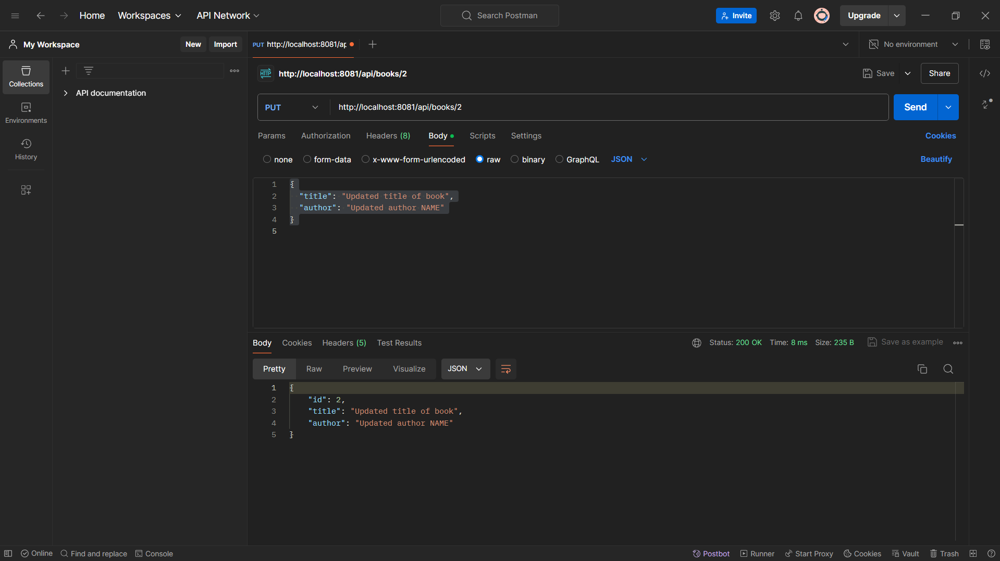 Home Workspaces API Network Search Postman Invite Upgrade
My Workspace New Import PUT http://localhost:8081/ap No environment
Collections
API documentation
Environments
History
HTTP http://localhost:8081/api/books/2 Save Share
PUT http://localhost:8081/api/books/2 Send
Params Authorization Headers (8) Body Scripts Settings Cookies
none form-data x-www-form-urlencoded raw binary GraphQL JSON Beautify
1 {
2 "title": "Updated title of book",
3 "author": "Updated author NAME"
4 }
5
Body Cookies Headers (5) Test Results Status: 200 OK Time: 8 ms Size: 235 B Save as example
Pretty Raw Preview Visualize JSON
1 {
2 "id": 2,
3 "title": "Updated title of book",
4 "author": "Updated author NAME"
5 }
Online Find and replace Console Postbot Runner Start Proxy Cookies Vault Trash